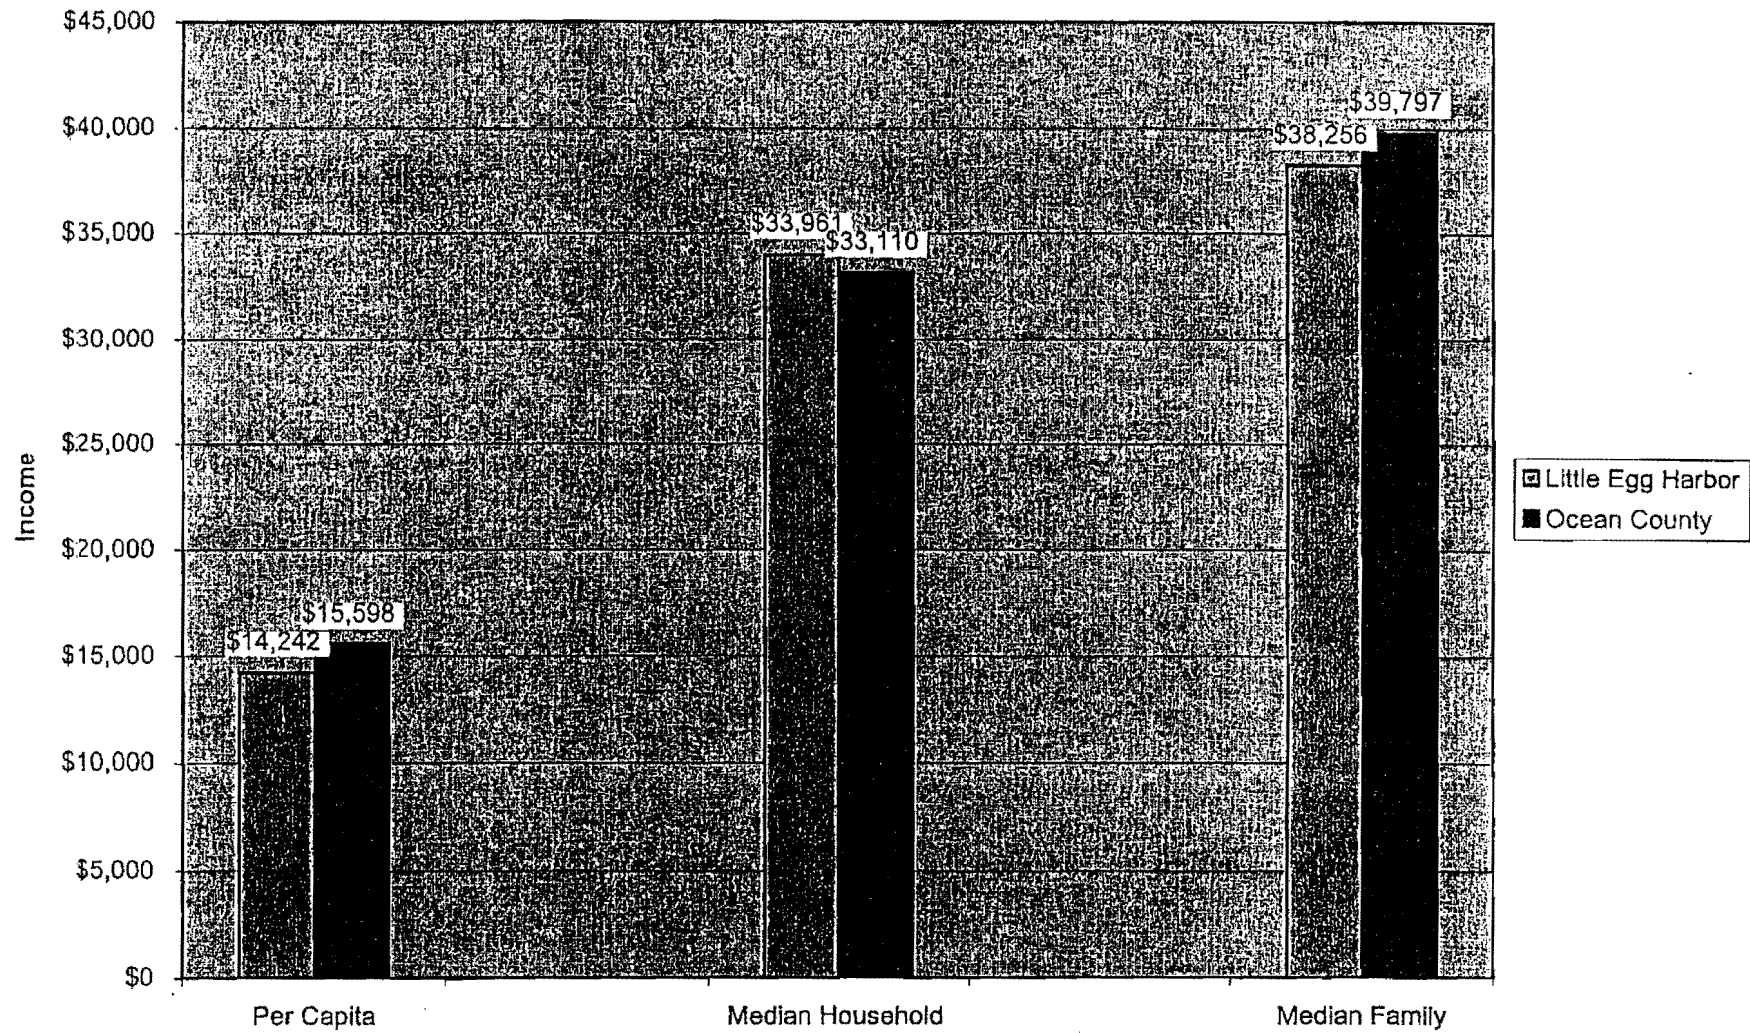 $45,000
$40,000
$35,000
$30,000
$25,000
$20,000
$15,000
$10,000
$5,000
$0
Income
$14,242
$15,598
$33,961
$33,110
$38,256
$39,797
Per Capita
Median Household
Median Family
Little Egg Harbor
Ocean County